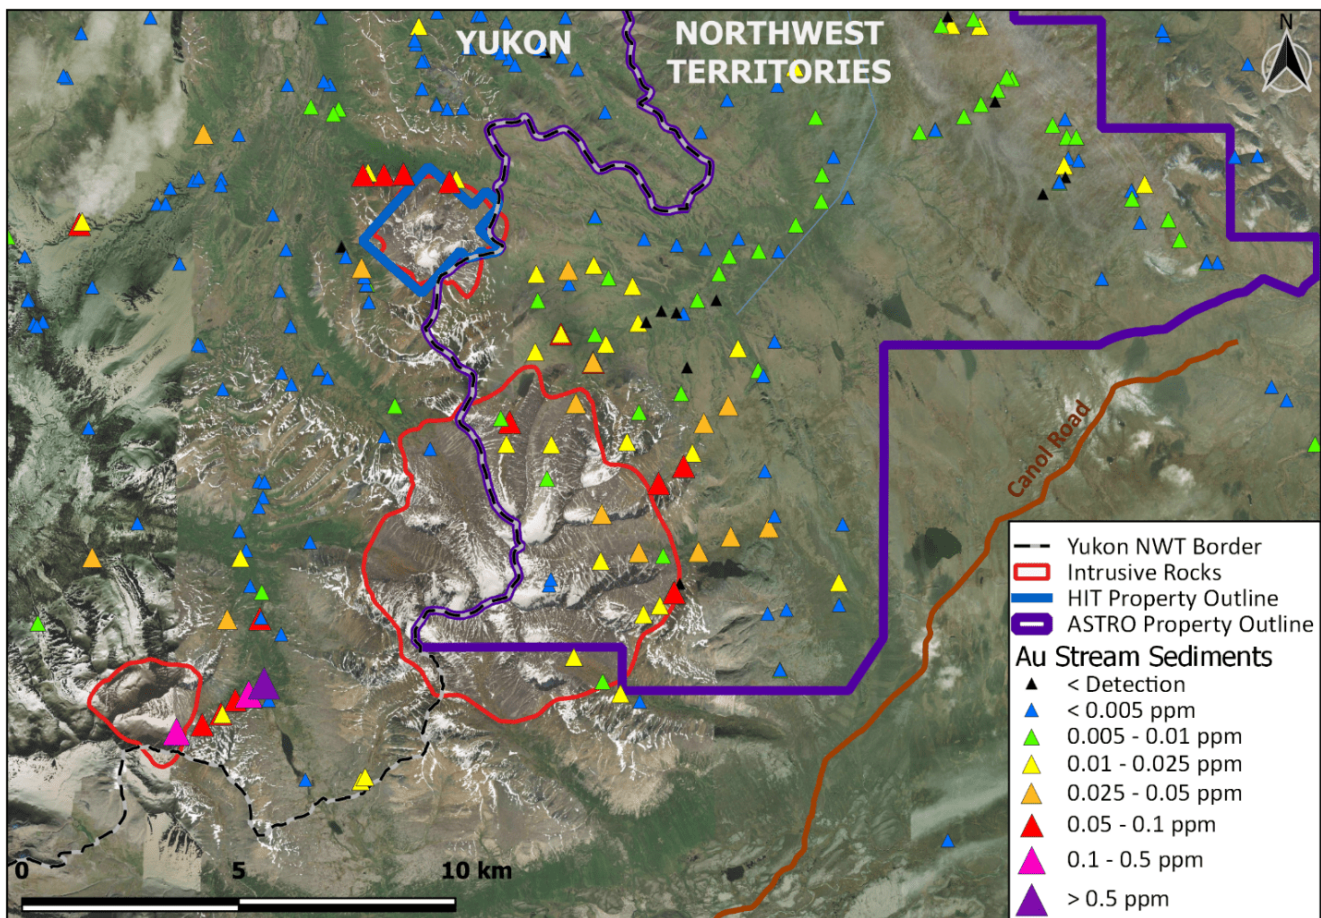 YUKON
NORTHWEST
TERRITORIES
N
Canol Road
Yukon NWT Border
Intrusive Rocks
HIT Property Outline
ASTRO Property Outline
Au Stream Sediments
< Detection
< 0.005 ppm
0.005 - 0.01 ppm
0.01 - 0.025 ppm
0.025 - 0.05 ppm
0.05 - 0.1 ppm
0.1 - 0.5 ppm
> 0.5 ppm
0 5 10 km